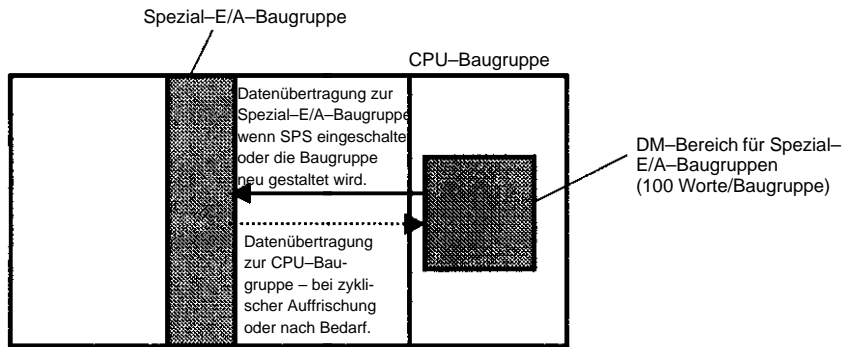 Spezial–E/A–Baugruppe
CPU–Baugruppe
Datenübertragung zur
Spezial–E/A–Baugruppe
wenn SPS eingeschaltet
oder die Baugruppe
neu gestaltet wird.
DM–Bereich für Spezial–
E/A–Baugruppen
(100 Worte/Baugruppe)
Datenübertragung
zur CPU–Bau-
gruppe – bei zykli-
scher Auffrischung
oder nach Bedarf.